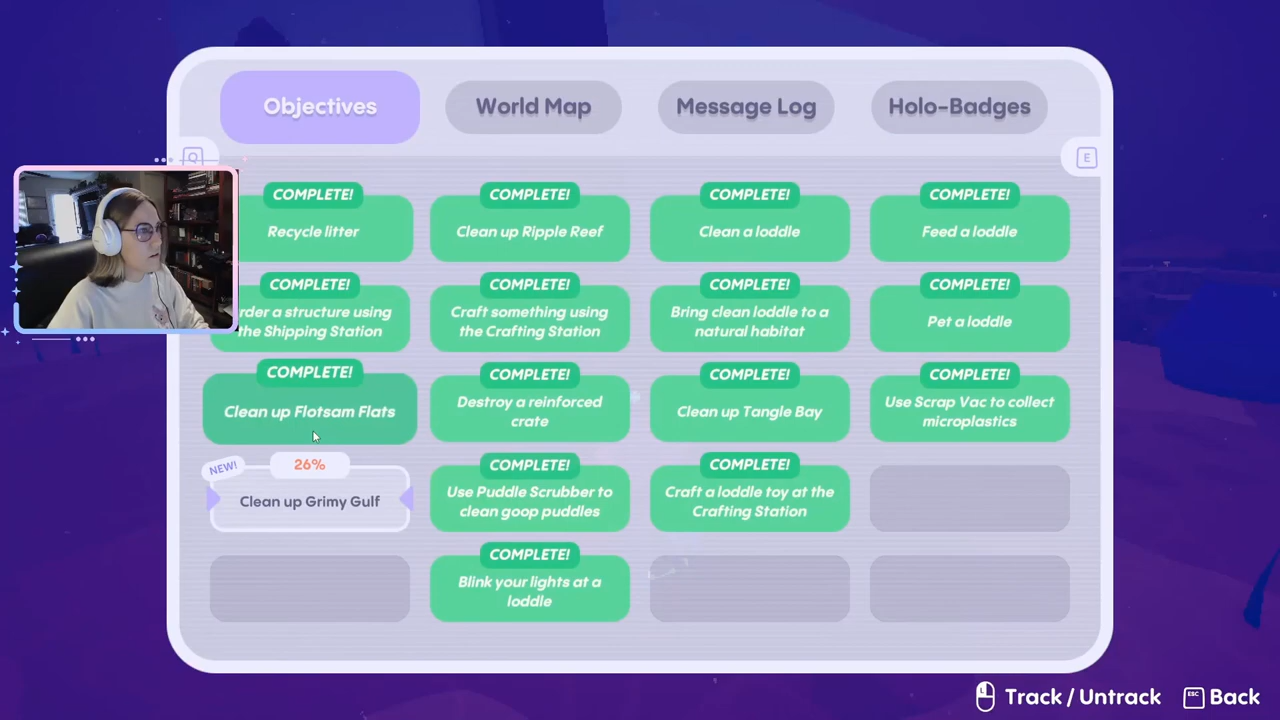 Objectives
World Map
Message Log
Holo-Badges
Q
E
COMPLETE!
COMPLETE!
COMPLETE!
COMPLETE!
Recycle litter
Clean up Ripple Reef
Clean a loddle
Feed a loddle
COMPLETE!
COMPLETE!
COMPLETE!
COMPLETE!
rder a structure using
the Shipping Station
Craft something using
the Crafting Station
Bring clean loddle to a
natural habitat
Pet a loddle
COMPLETE!
COMPLETE!
COMPLETE!
COMPLETE!
Clean up Flotsam Flats
Destroy a reinforced
crate
Clean up Tangle Bay
Use Scrap Vac to collect
microplastics
NEW!
26%
COMPLETE!
COMPLETE!
Clean up Grimy Gulf
Use Puddle Scrubber to
clean goop puddles
Craft a loddle toy at the
Crafting Station
COMPLETE!
Blink your lights at a
loddle
Track / Untrack
ESC
Back